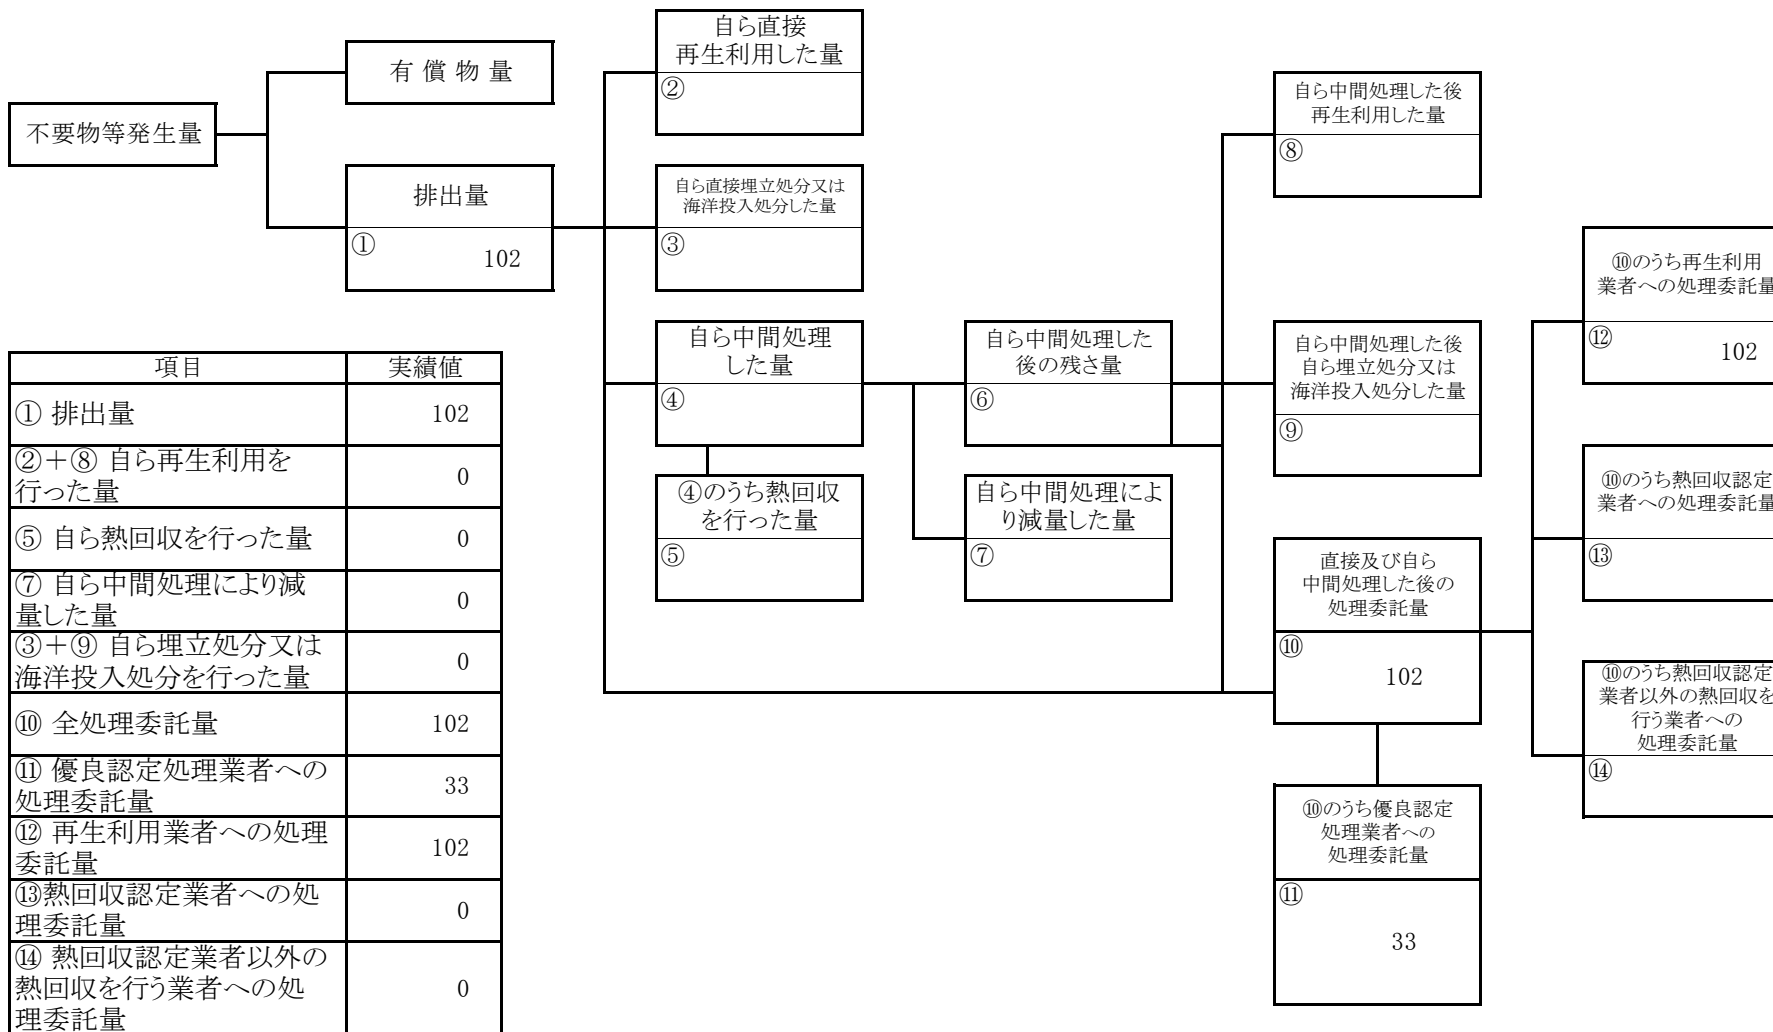 不要物等発生量
有 償 物 量
排出量
①
102
自ら直接
再生利用した量
②
自ら直接埋立処分又は
海洋投入処分した量
③
自ら中間処理
した量
④
④のうち熱回収
を行った量
⑤
自ら中間処理した
後の残さ量
⑥
自ら中間処理によ
り減量した量
⑦
自ら中間処理した後
再生利用した量
⑧
自ら中間処理した後
自ら埋立処分又は
海洋投入処分した量
⑨
直接及び自ら
中間処理した後の
処理委託量
⑩
102
⑩のうち優良認定
処理業者への
処理委託量
⑪
33
⑩のうち再生利用
業者への処理委託量
⑫
102
⑩のうち熱回収認定
業者への処理委託量
⑬
⑩のうち熱回収認定
業者以外の熱回収を
行う業者への
処理委託量
⑭
項目 実績値
① 排出量 102
②+⑧ 自ら再生利用を
行った量 0
⑤ 自ら熱回収を行った量 0
⑦ 自ら中間処理により減
量した量 0
③+⑨ 自ら埋立処分又は
海洋投入処分を行った量 0
⑩ 全処理委託量 102
⑪ 優良認定処理業者への
処理委託量 33
⑫ 再生利用業者への処理
委託量 102
⑬熱回収認定業者への処
理委託量 0
⑭ 熱回収認定業者以外の
熱回収を行う業者への処
理委託量 0